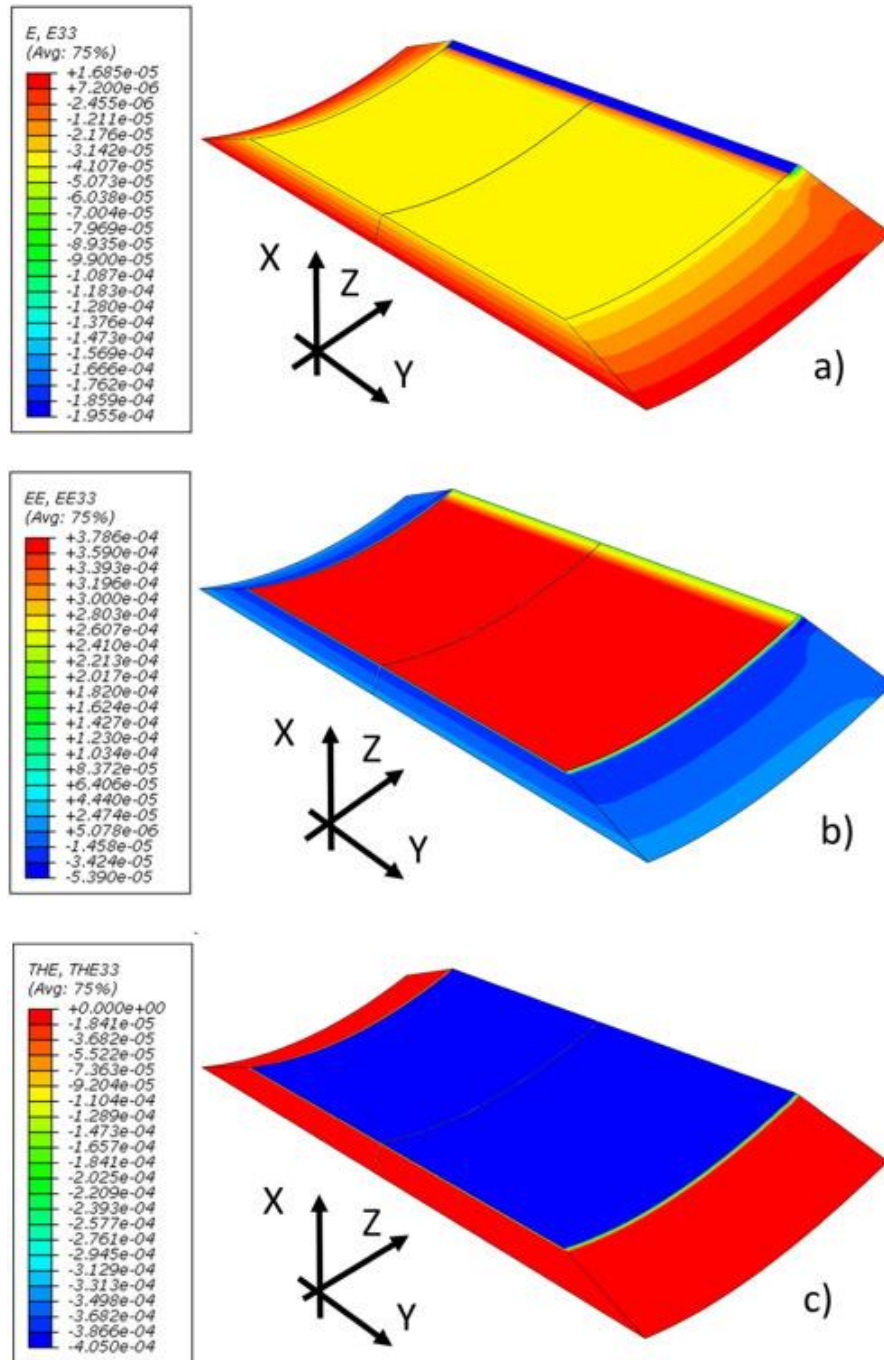 E, E33
(Avg: 75%)
+1.685e-05
+7.200e-06
-2.455e-06
-1.211e-05
-2.176e-05
-3.142e-05
-4.107e-05
-5.073e-05
-6.038e-05
-7.004e-05
-7.969e-05
-8.935e-05
-9.900e-05
-1.087e-04
-1.183e-04
-1.280e-04
-1.376e-04
-1.473e-04
-1.569e-04
-1.666e-04
-1.762e-04
-1.859e-04
-1.955e-04
X
Z
Y
a)
EE, EE33
(Avg: 75%)
+3.786e-04
+3.590e-04
+3.393e-04
+3.196e-04
+3.000e-04
+2.803e-04
+2.607e-04
+2.410e-04
+2.213e-04
+2.017e-04
+1.820e-04
+1.624e-04
+1.427e-04
+1.230e-04
+1.034e-04
+8.372e-05
+6.406e-05
+4.440e-05
+2.474e-05
+5.078e-06
-1.458e-05
-3.424e-05
-5.390e-05
X
Z
Y
b)
THE, THE33
(Avg: 75%)
+0.000e+00
-1.841e-05
-3.682e-05
-5.522e-05
-7.363e-05
-9.204e-05
-1.104e-04
-1.289e-04
-1.473e-04
-1.657e-04
-1.841e-04
-2.025e-04
-2.209e-04
-2.393e-04
-2.577e-04
-2.761e-04
-2.945e-04
-3.129e-04
-3.313e-04
-3.498e-04
-3.682e-04
-3.866e-04
-4.050e-04
X
Z
Y
c)